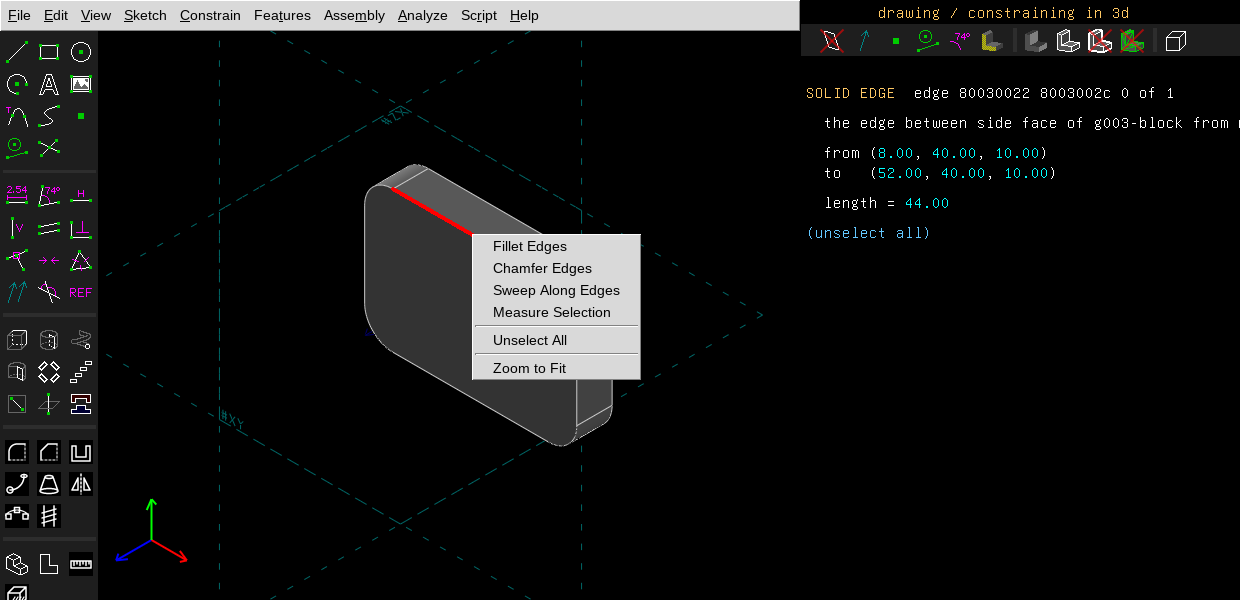 File Edit View Sketch Constrain Features Assembly Analyze Script Help
drawing / constraining in 3d
T
2.54 74° H
V
REF
74°
SOLID EDGE edge 80030022 8003002c 0 of 1
the edge between side face of g003-block from
from (8.00, 40.00, 10.00)
to (52.00, 40.00, 10.00)
length = 44.00
(unselect all)
#ZX
#XY
Fillet Edges
Chamfer Edges
Sweep Along Edges
Measure Selection
Unselect All
Zoom to Fit